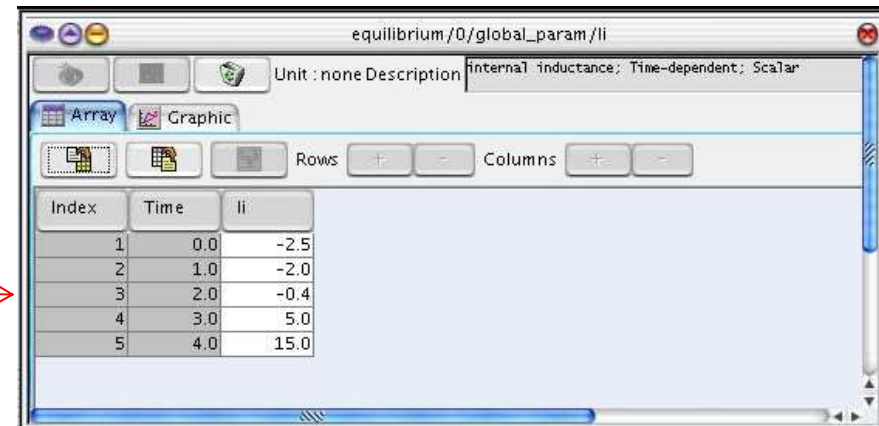 equilibrium/0/global_param/li
Unit : none Description internal inductance; Time-dependent; Scalar
Array Graphic
Rows + - Columns + -
Index Time li
1 0.0 -2.5
2 1.0 -2.0
3 2.0 -0.4
4 3.0 5.0
5 4.0 15.0